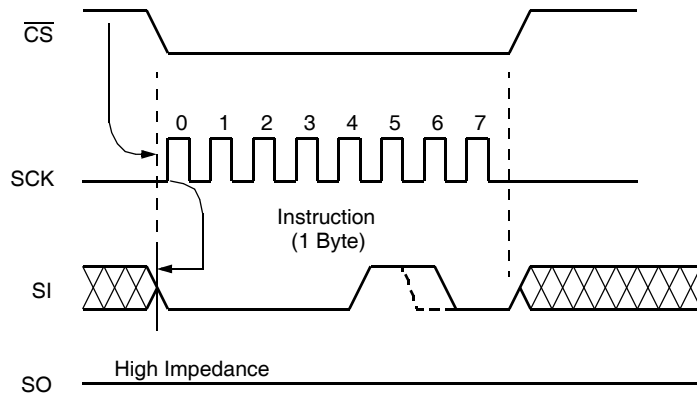 CS
0 1 2 3 4 5 6 7
SCK
Instruction
(1 Byte)
SI
High Impedance
SO